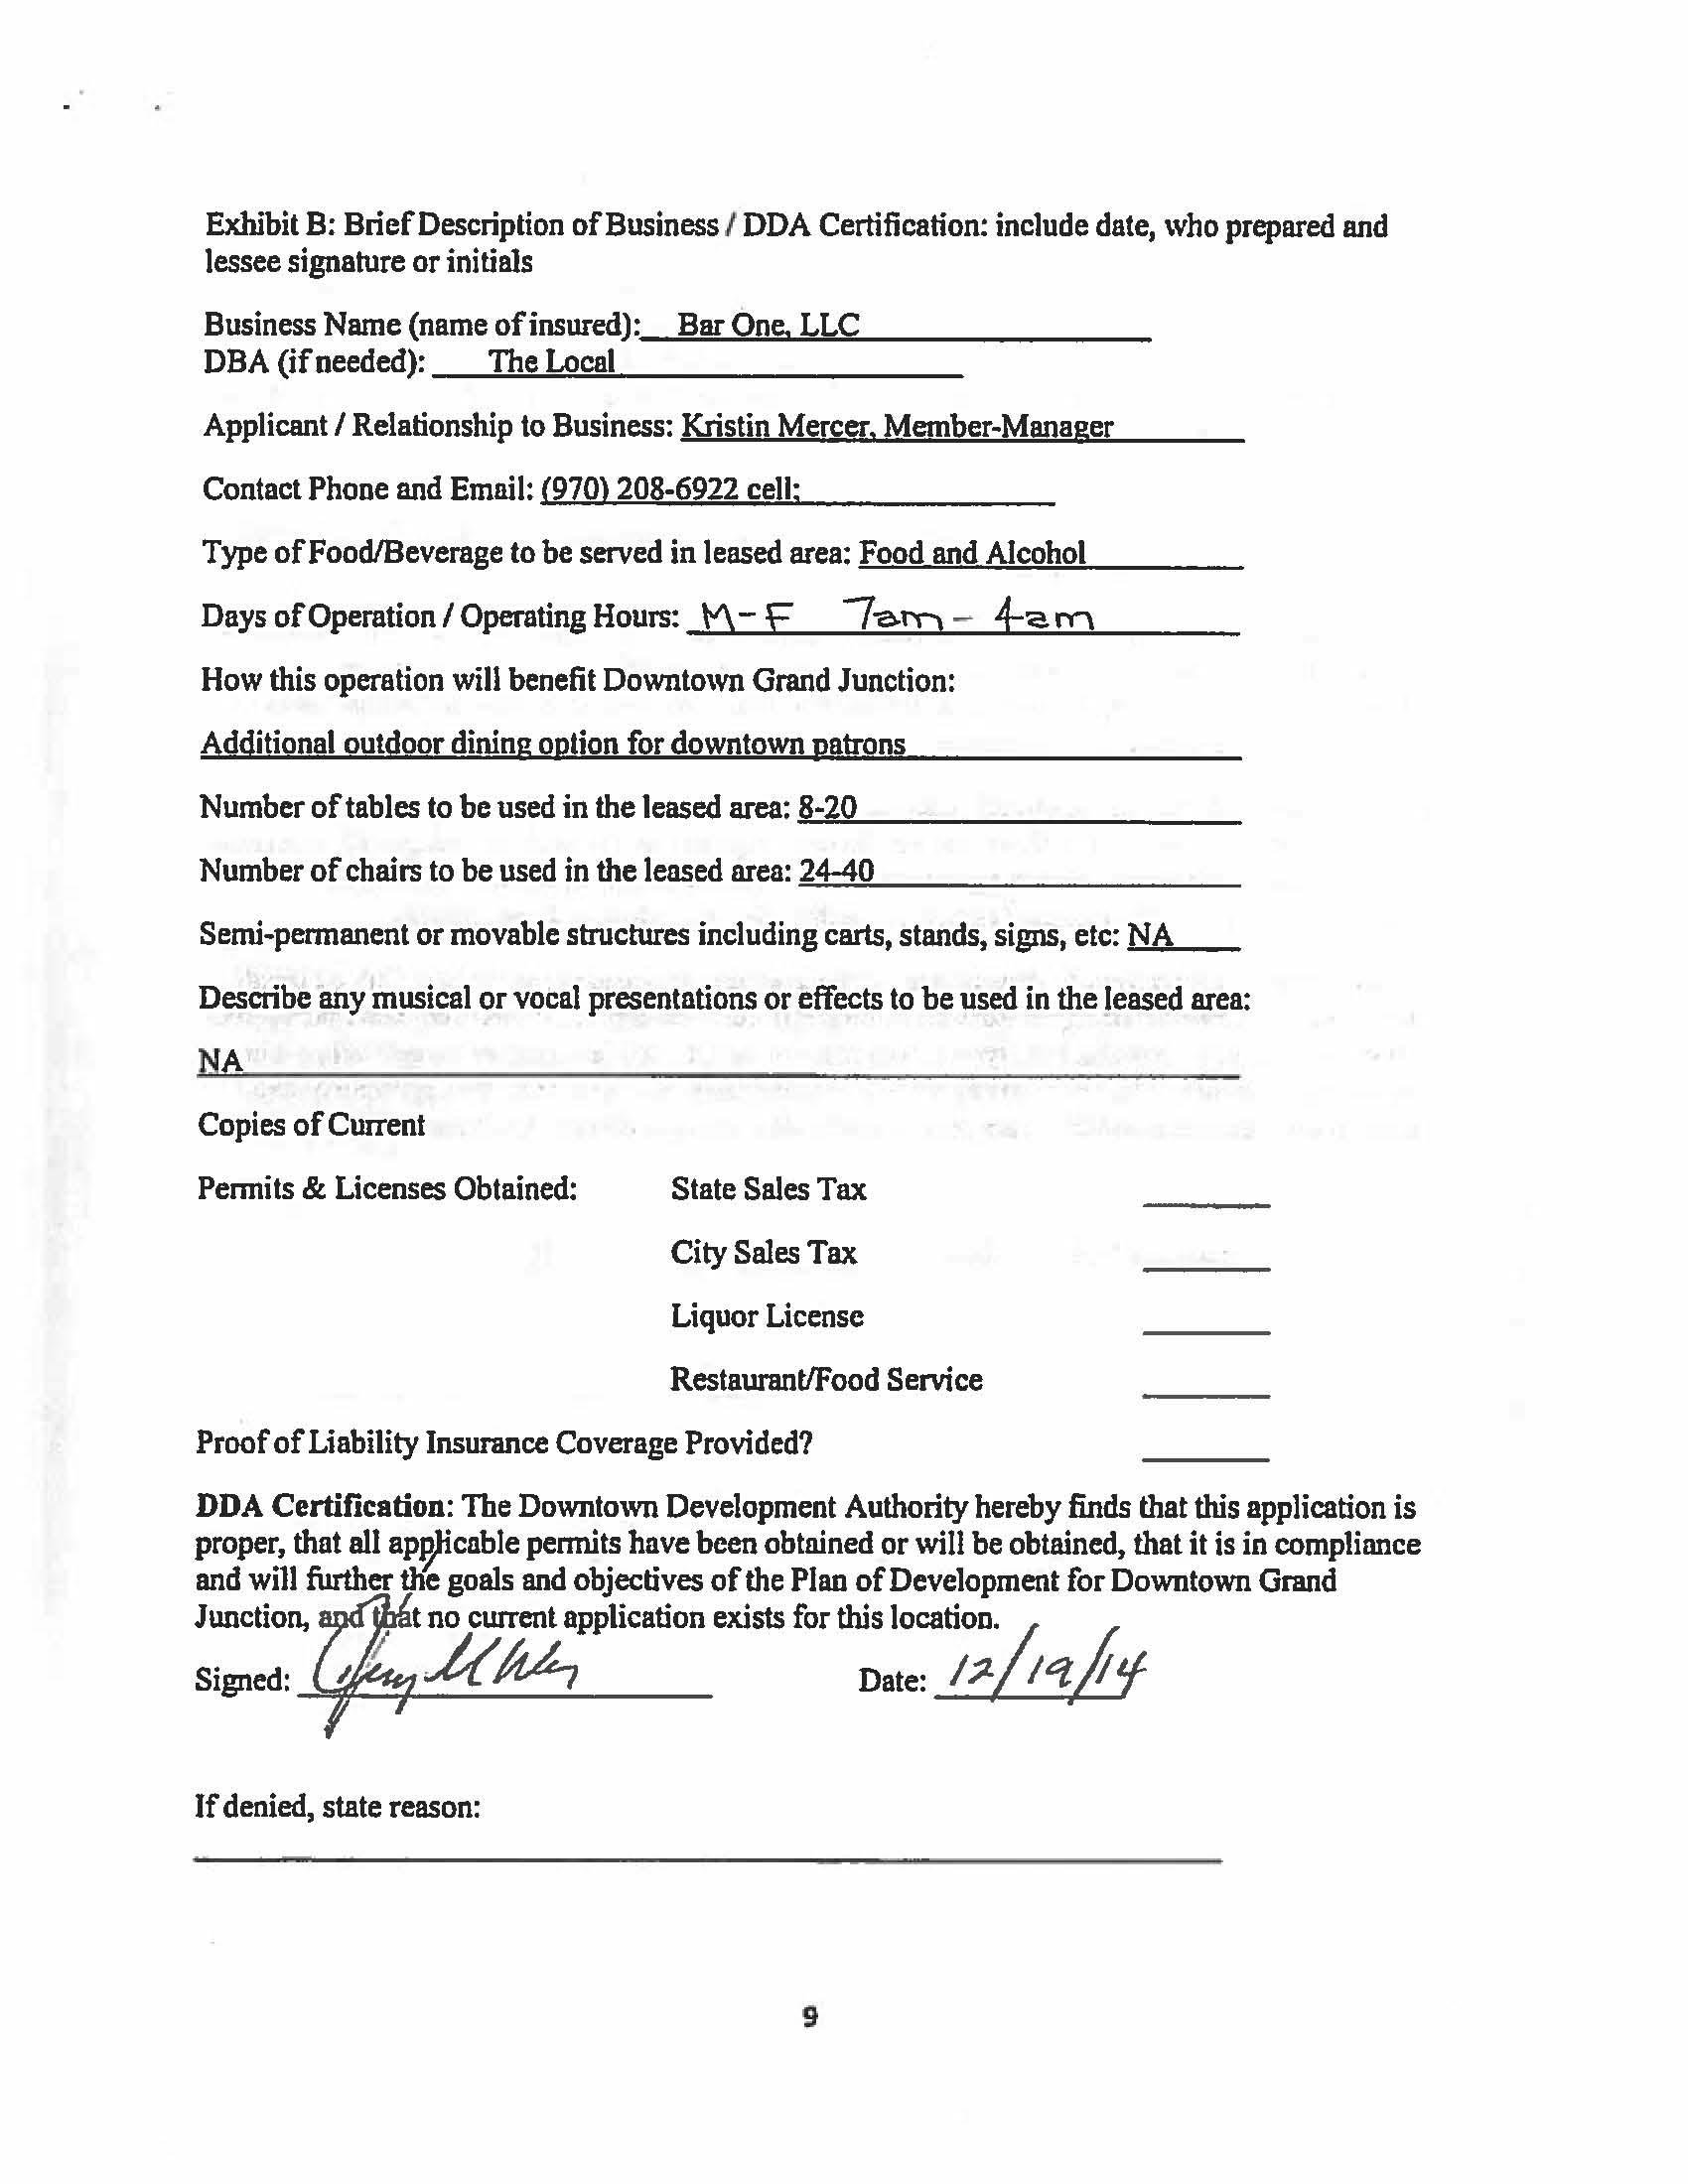 Exhibit B: Brief Description of Business / DDA Certification: include date, who prepared and
lessee signature or initials
Business Name (name of insured): Bar One, LLC
DBA (if needed): The Local
Applicant / Relationship to Business: Kristin Mercer, Member-Manager
Contact Phone and Email: (970) 208-6922 cell;
Type of Food/Beverage to be served in leased area: Food and Alcohol
Days of Operation / Operating Hours: M-F 7am - 4am
How this operation will benefit Downtown Grand Junction:
Additional outdoor dining option for downtown patrons
Number of tables to be used in the leased area: 8-20
Number of chairs to be used in the leased area: 24-40
Semi-permanent or movable structures including carts, stands, signs, etc: NA
Describe any musical or vocal presentations or effects to be used in the leased area:
NA
Copies of Current
Permits & Licenses Obtained: State Sales Tax
City Sales Tax
Liquor License
Restaurant/Food Service
Proof of Liability Insurance Coverage Provided?
DDA Certification: The Downtown Development Authority hereby finds that this application is
proper, that all applicable permits have been obtained or will be obtained, that it is in compliance
and will further the goals and objectives of the Plan of Development for Downtown Grand
Junction, and that no current application exists for this location.
Signed: Date: 12/19/14
If denied, state reason:
9